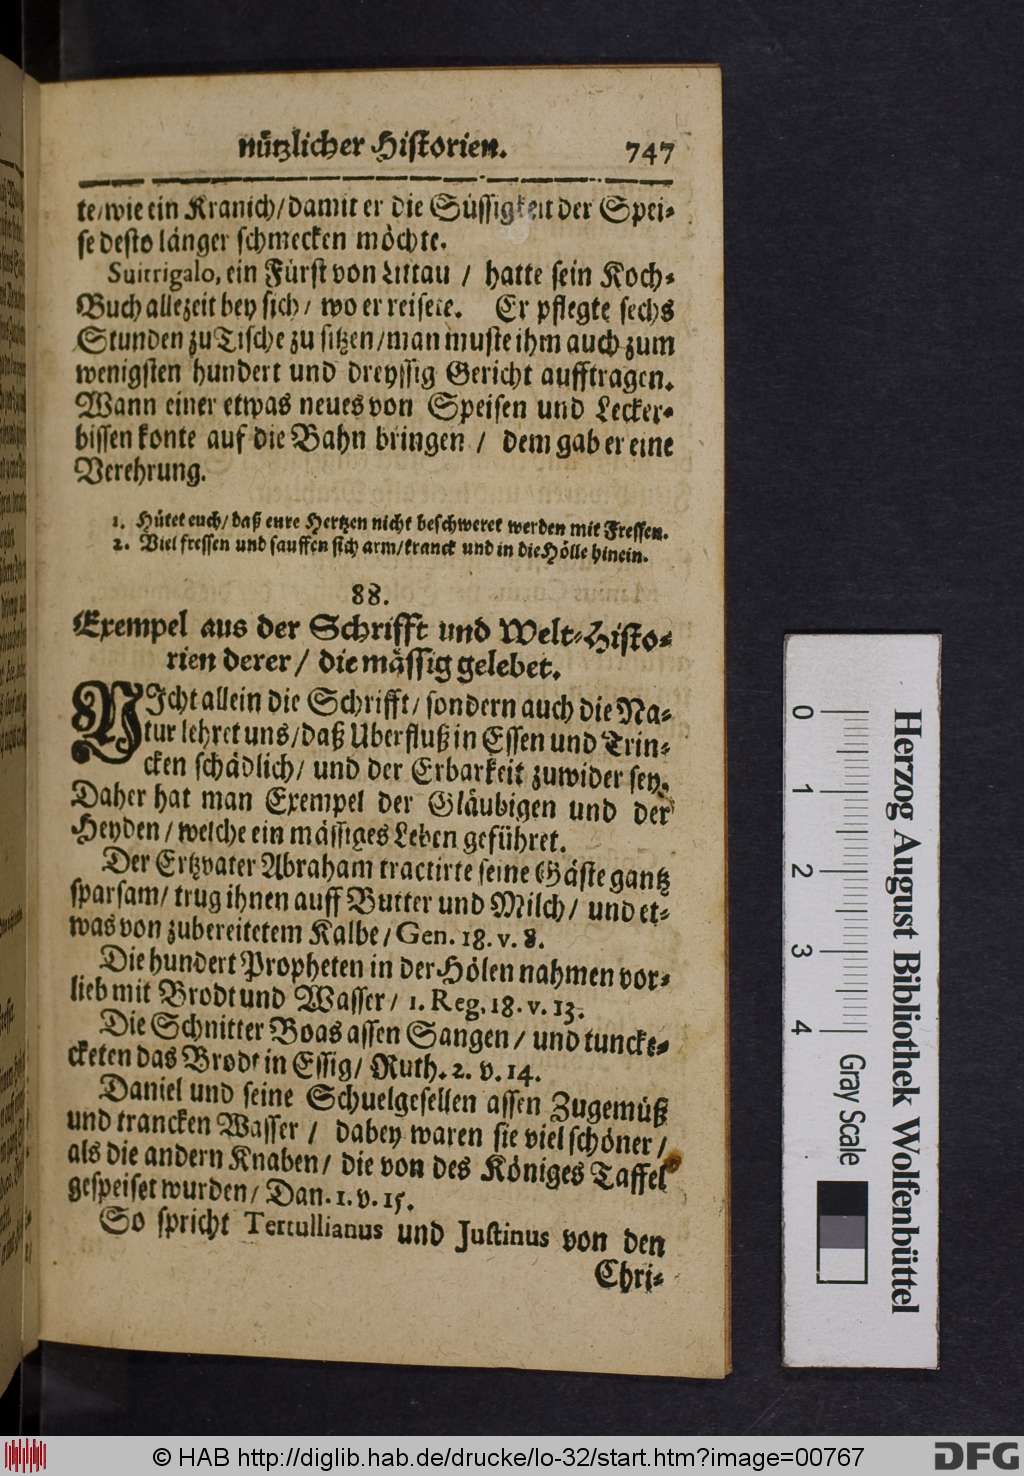 nützlicher Historien. 747
te/wie ein Kranich/damit er die Süssigkeit der Spei-
se desto länger schmecken möchte.
Suitrigalo, ein Fürst von Littau / hatte sein Koch-
Buch allezeit bey sich/ wo er reisete. Er pflegte sechs
Stunden zu Tische zu sitzen/man muste ihm auch zum
wenigsten hundert und dreyssig Gericht aufftragen.
Wann einer etwas neues von Speisen und Lecker-
bissen konte auf die Bahn bringen / dem gab er eine
Verehrung.
1. Hütet euch/daß eure Hertzen nicht beschweret werden mit Fressen.
2. Viel fressen und sauffen sich arm/kranck und in die Hölle hinein.
88.
Exempel aus der Schrifft und Welt-Histo-
rien derer / die mässig gelebet.
NIcht allein die Schrifft/ sondern auch die Na-
tur lehret uns/daß Uberfluß in Essen und Trin-
cken schädlich/ und der Erbarkeit zuwider sey.
Daher hat man Exempel der Gläubigen und der
Heyden/welche ein mässiges Leben geführet.
Der Ertzvater Abraham tractirte seine Gäste gantz
sparsam/ trug ihnen auff Butter und Milch/ und et-
was von zubereitetem Kalbe/Gen. 18. v. 8.
Die hundert Propheten in der Hölen nahmen vor-
lieb mit Brodt und Wasser/ 1. Reg. 18. v. 13.
Die Schnitter Boas assen Sangen/ und tuncke-
cketen das Brodt in Essig/ Ruth. 2. v. 14.
Daniel und seine Schuelgesellen assen Zugemüß
und trancken Wasser / dabey waren sie viel schöner/
als die andern Knaben/ die von des Königes Taffel
gespeiset wurden/ Dan. 1. v. 15.
So spricht Tertullianus und Justinus von den
Chri-
0 1 2 3 4
Gray Scale
Herzog August Bibliothek Wolfenbüttel
© HAB http://diglib.hab.de/drucke/lo-32/start.htm?image=00767
DFG